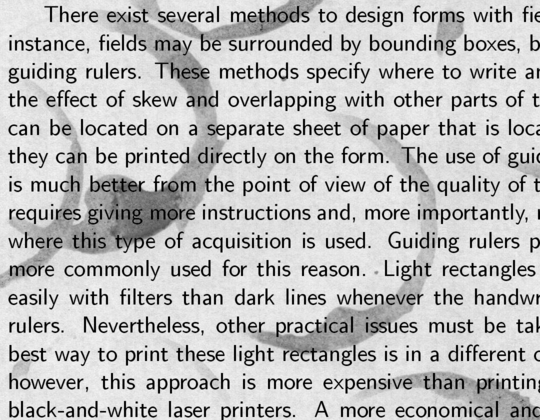 There exist several methods to design forms with fie
instance, fields may be surrounded by bounding boxes, b
guiding rulers. These methods specify where to write an
the effect of skew and overlapping with other parts of t
can be located on a separate sheet of paper that is loca
they can be printed directly on the form. The use of guid
is much better from the point of view of the quality of t
requires giving more instructions and, more importantly, r
where this type of acquisition is used. Guiding rulers p
more commonly used for this reason. Light rectangles
easily with filters than dark lines whenever the handwr
rulers. Nevertheless, other practical issues must be tak
best way to print these light rectangles is in a different c
however, this approach is more expensive than printing
black-and-white laser printers. A more economical and